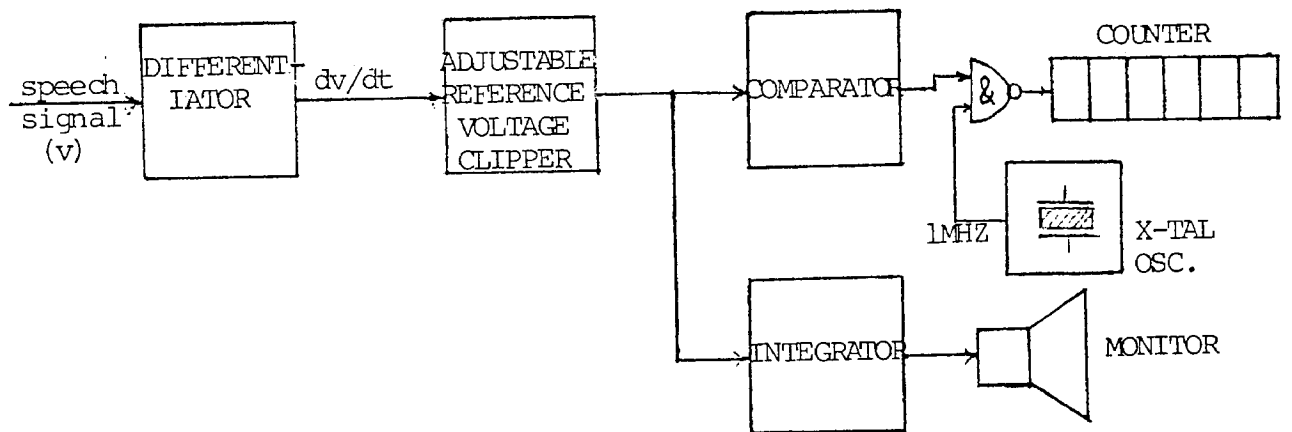 speech
signal
(v)
DIFFERENT
IATOR
dv/dt
ADJUSTABLE
REFERENCE
VOLTAGE
CLIPPER
COMPARATOR
&
COUNTER
1MHZ
X-TAL
OSC.
INTEGRATOR
MONITOR